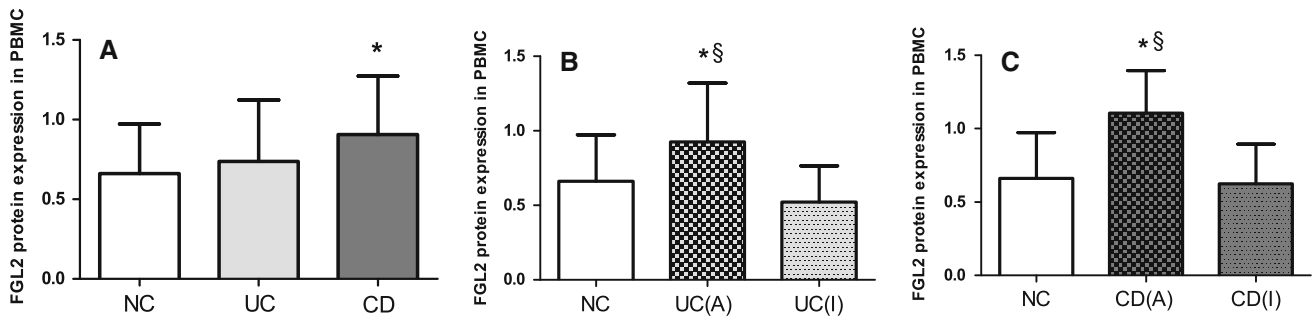 FGL2 protein expression in PBMC
A
*
1.5
1.0
0.5
0.0
NC UC CD
FGL2 protein expression in PBMC
B
*§
1.5
1.0
0.5
0.0
NC UC(A) UC(I)
FGL2 protein expression in PBMC
C
*§
1.5
1.0
0.5
0.0
NC CD(A) CD(I)